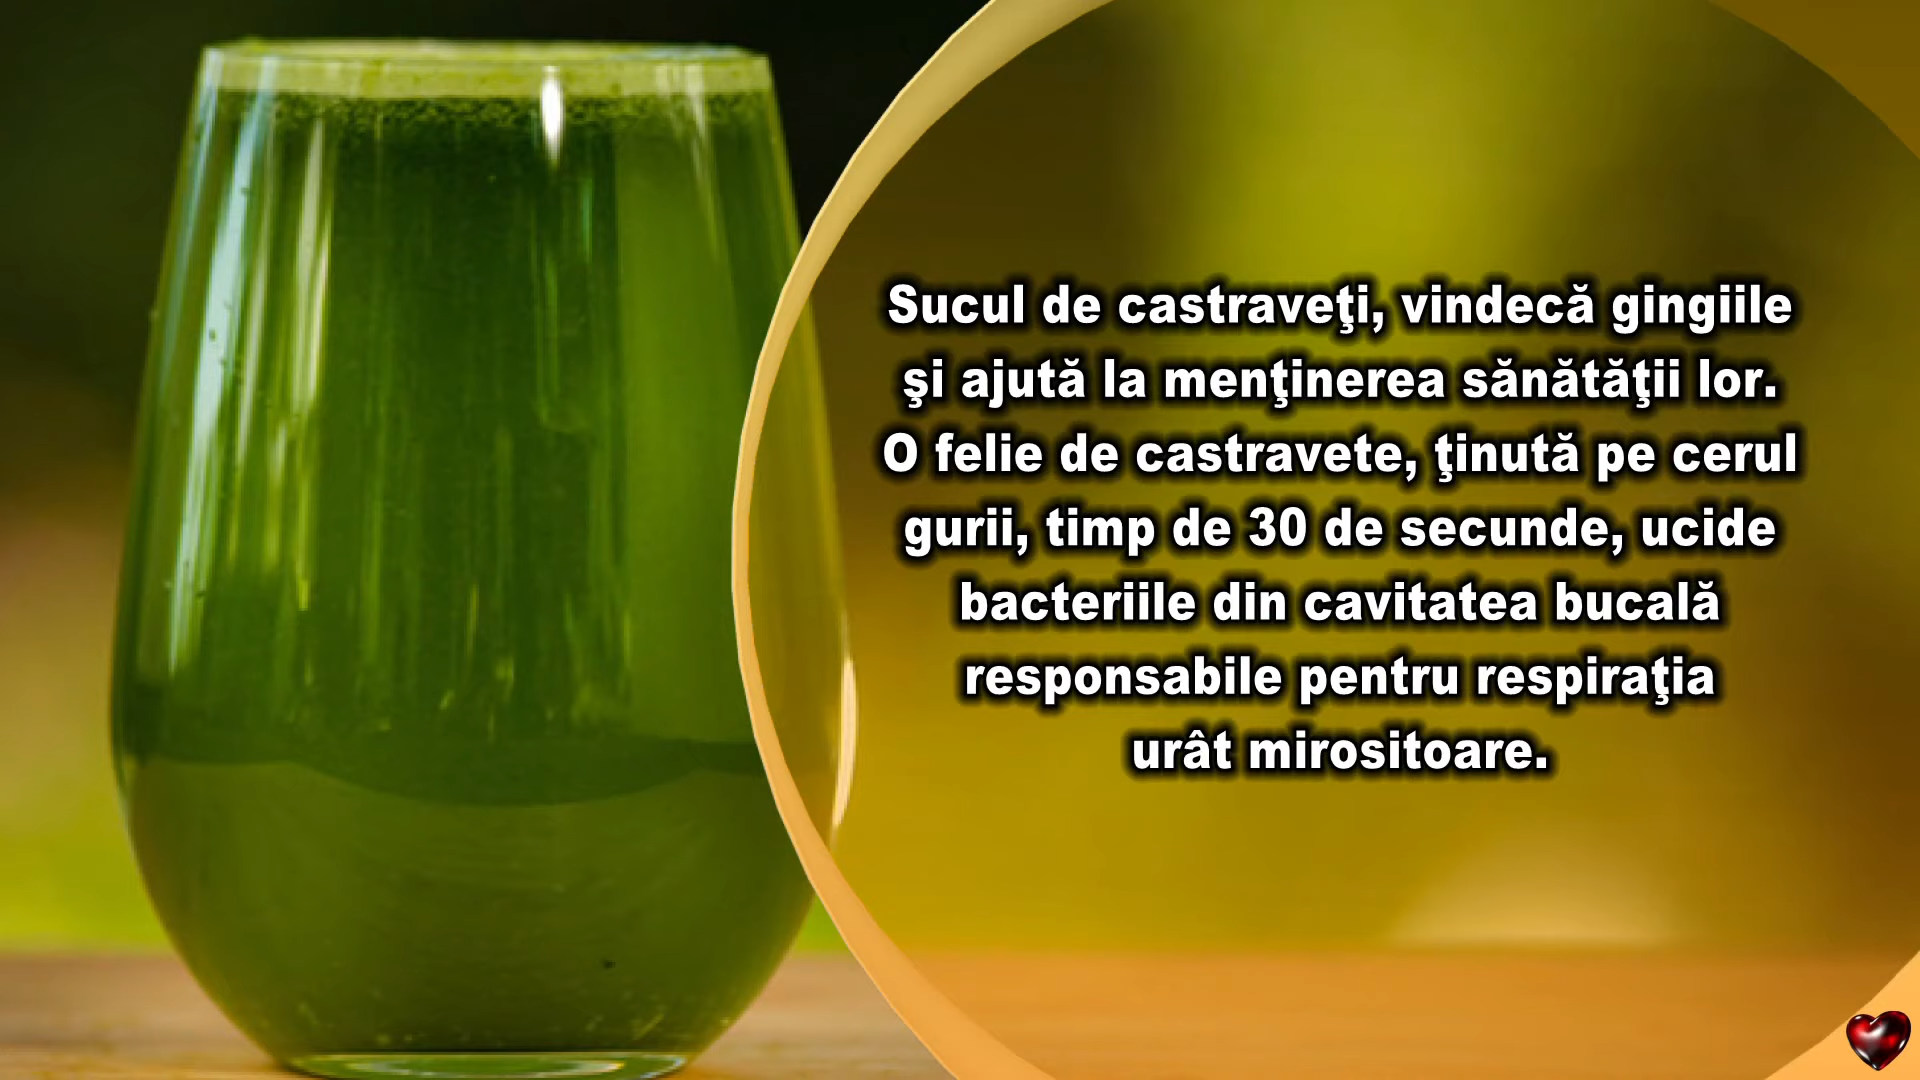 Sucul de castraveţi, vindecă gingiile
şi ajută la menţinerea sănătăţii lor.
O felie de castravete, ţinută pe cerul
gurii, timp de 30 de secunde, ucide
bacteriile din cavitatea bucală
responsabile pentru respiraţia
urât mirositoare.